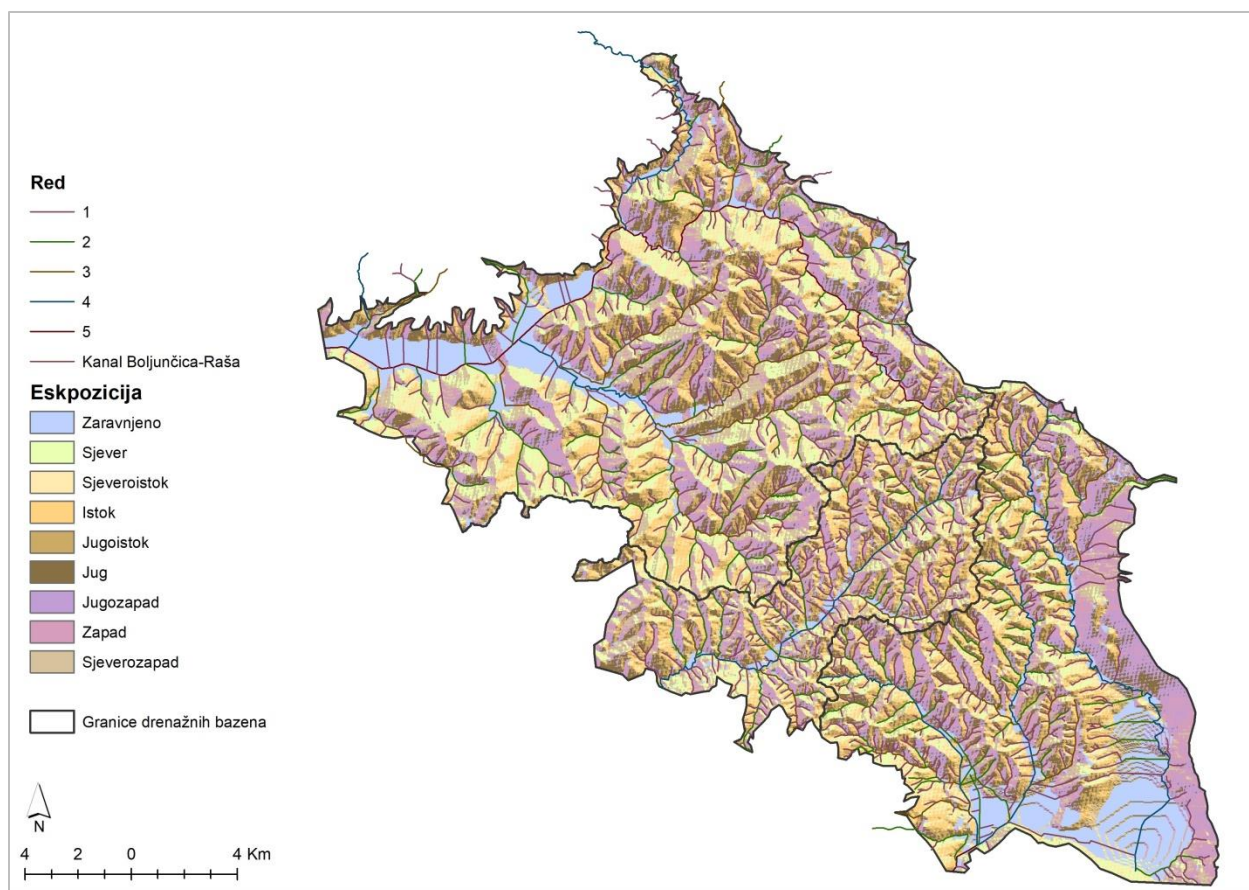 Red
1
2
3
4
5
Kanal Boljunčica-Raša
Eskpozicija
Zaravnjeno
Sjever
Sjeveroistok
Istok
Jugoistok
Jug
Jugozapad
Zapad
Sjeverozapad
Granice drenažnih bazena
N
4 2 0 4 Km